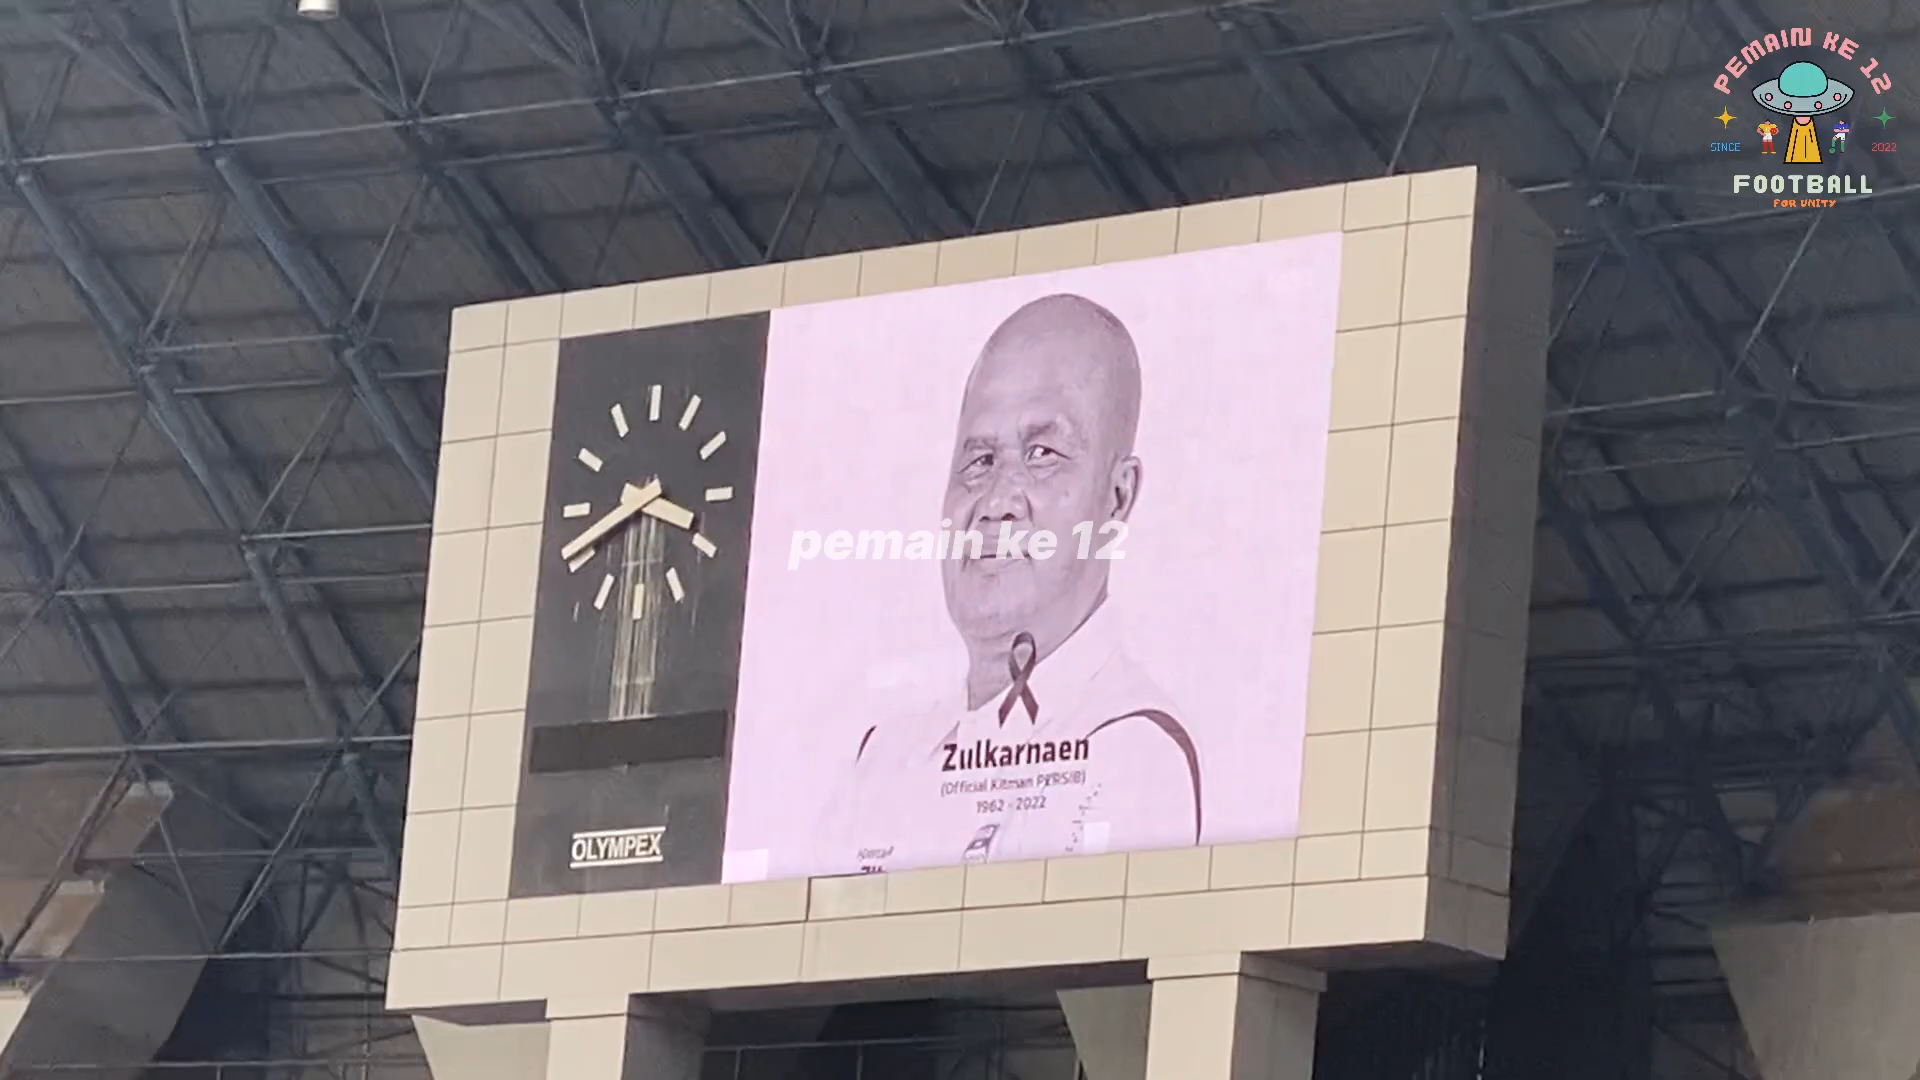 PEMAIN KE 12
SINCE 2022
FOOTBALL
FOR UNITY
pemain ke 12
Zulkarnaen
(Official Kitman PERSIB)
1962 - 2022
OLYMPEX